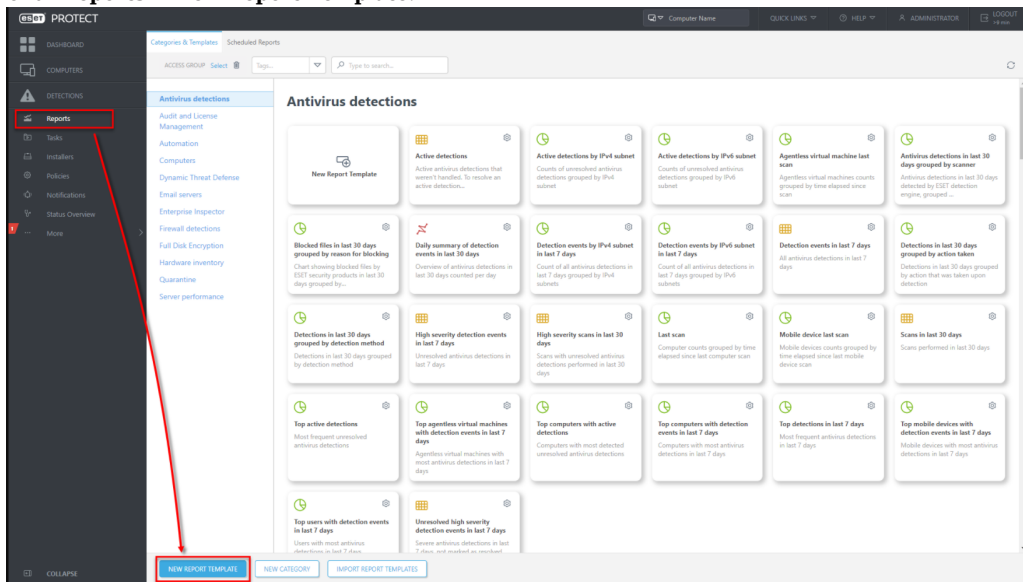 eset PROTECT
Computer Name
QUICK LINKS
HELP
ADMINISTRATOR
LOGOUT
>8 min
DASHBOARD
COMPUTERS
DETECTIONS
Reports
Tasks
Installers
Policies
Notifications
Status Overview
More
COLLAPSE
Categories & Templates
Scheduled Reports
ACCESS GROUP Select
Tags...
Type to search...
Antivirus detections
Audit and License
Management
Automation
Computers
Dynamic Threat Defense
Email servers
Enterprise Inspector
Firewall detections
Full Disk Encryption
Hardware inventory
Quarantine
Server performance
Antivirus detections
New Report Template
Active detections
Active antivirus detections that
weren't handled. To resolve an
active detection...
Active detections by IPv4 subnet
Counts of unresolved antivirus
detections grouped by IPv4
subnet
Active detections by IPv6 subnet
Counts of unresolved antivirus
detections grouped by IPv6
subnet
Agentless virtual machine last
scan
Agentless virtual machines counts
grouped by time elapsed since
scan
Antivirus detections in last 30
days grouped by scanner
Antivirus detections in last 30 days
detected by ESET detection
engine, grouped ...
Blocked files in last 30 days
grouped by reason for blocking
Chart showing blocked files by
ESET security products in last 30
days grouped by...
Daily summary of detection
events in last 30 days
Overview of antivirus detections in
last 30 days counted per day
Detection events by IPv4 subnet
in last 7 days
Count of all antivirus detections in
last 7 days grouped by IPv4
subnets
Detection events by IPv6 subnet
in last 7 days
Count of all antivirus detections in
last 7 days grouped by IPv6
subnets
Detection events in last 7 days
All antivirus detections in last 7
days
Detections in last 30 days
grouped by action taken
Detections in last 30 days grouped
by action that was taken upon
detection
Detections in last 30 days
grouped by detection method
Detections in last 30 days grouped
by detection method
High severity detection events
in last 7 days
Unresolved antivirus detections in
last 7 days
High severity scans in last 30
days
Scans with unresolved antivirus
detections performed in last 30
days
Last scan
Computer counts grouped by time
elapsed since last computer scan
Mobile device last scan
Mobile devices counts grouped by
time elapsed since last mobile
device scan
Scans in last 30 days
Scans performed in last 30 days
Top active detections
Most frequent unresolved
antivirus detections
Top agentless virtual machines
with detection events in last 7
days
Agentless virtual machines with
most antivirus detections in last 7
days
Top computers with active
detections
Computers with most detected
unresolved antivirus detections
Top computers with detection
events in last 7 days
Computers with most antivirus
detections in last 7 days
Top detections in last 7 days
Most frequent antivirus detections
in last 7 days
Top mobile devices with
detection events in last 7 days
Mobile devices with most antivirus
detections in last 7 days
Top users with detection events
in last 7 days
Users with most antivirus
detections in last 7 days
Unresolved high severity
detection events in last 7 days
Severe antivirus detections in last
7 days, not marked as resolved
NEW REPORT TEMPLATE
NEW CATEGORY
IMPORT REPORT TEMPLATES